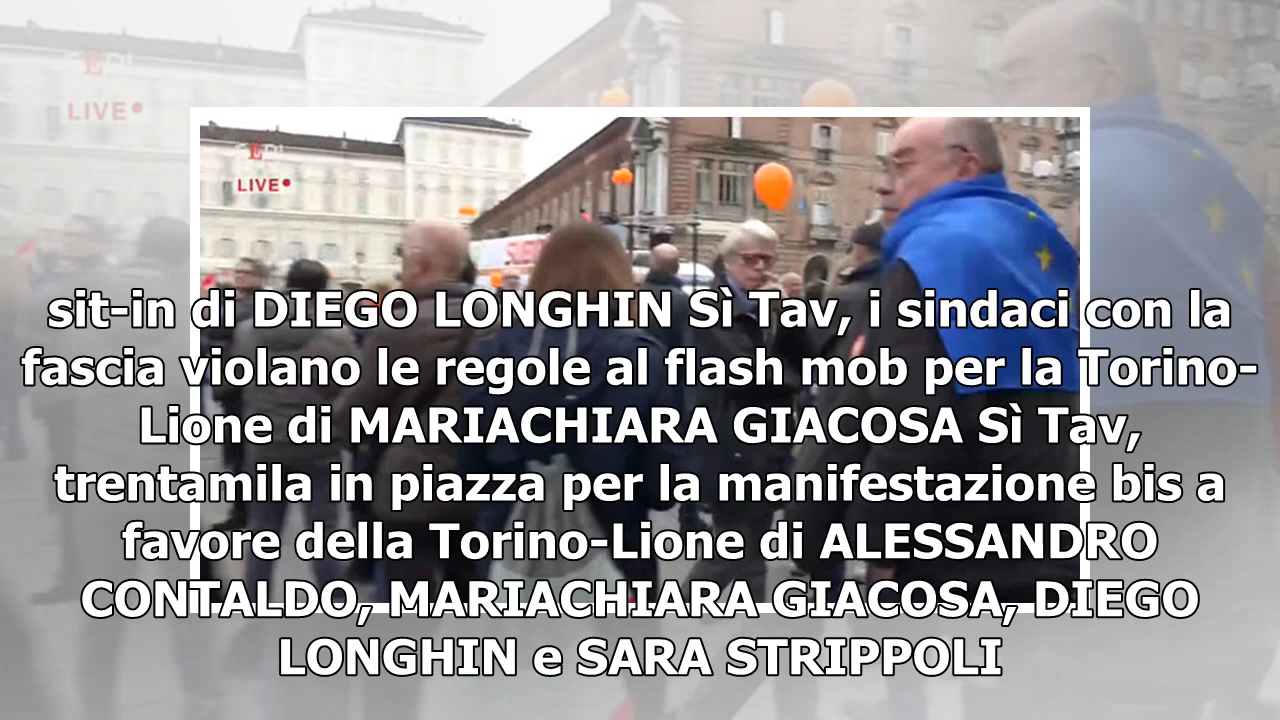 LIVE
LIVE
sit-in di DIEGO LONGHIN Sì Tav, i sindaci con la
fascia violano le regole al flash mob per la Torino-
Lione di MARIACHIARA GIACOSA Sì Tav,
trentamila in piazza per la manifestazione bis a
favore della Torino-Lione di ALESSANDRO
CONTALDO, MARIACHIARA GIACOSA, DIEGO
LONGHIN e SARA STRIPPOLI